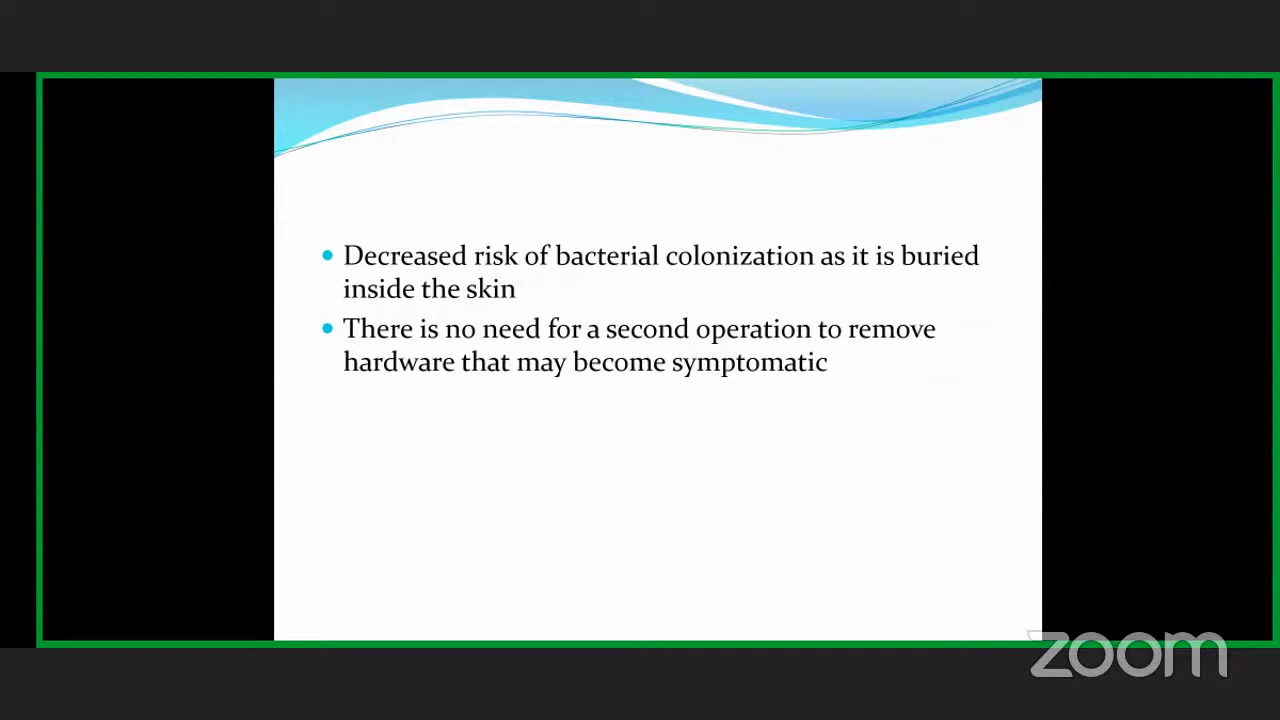 Decreased risk of bacterial colonization as it is buried
inside the skin
There is no need for a second operation to remove
hardware that may become symptomatic
zoom